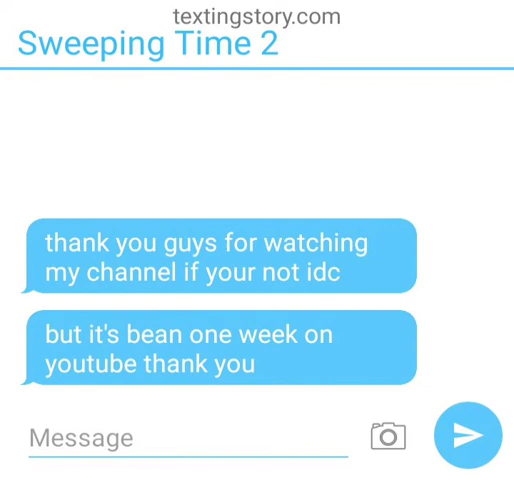 textingstory.com
Sweeping Time 2
thank you guys for watching
my channel if your not idc
but it's bean one week on
youtube thank you
Message